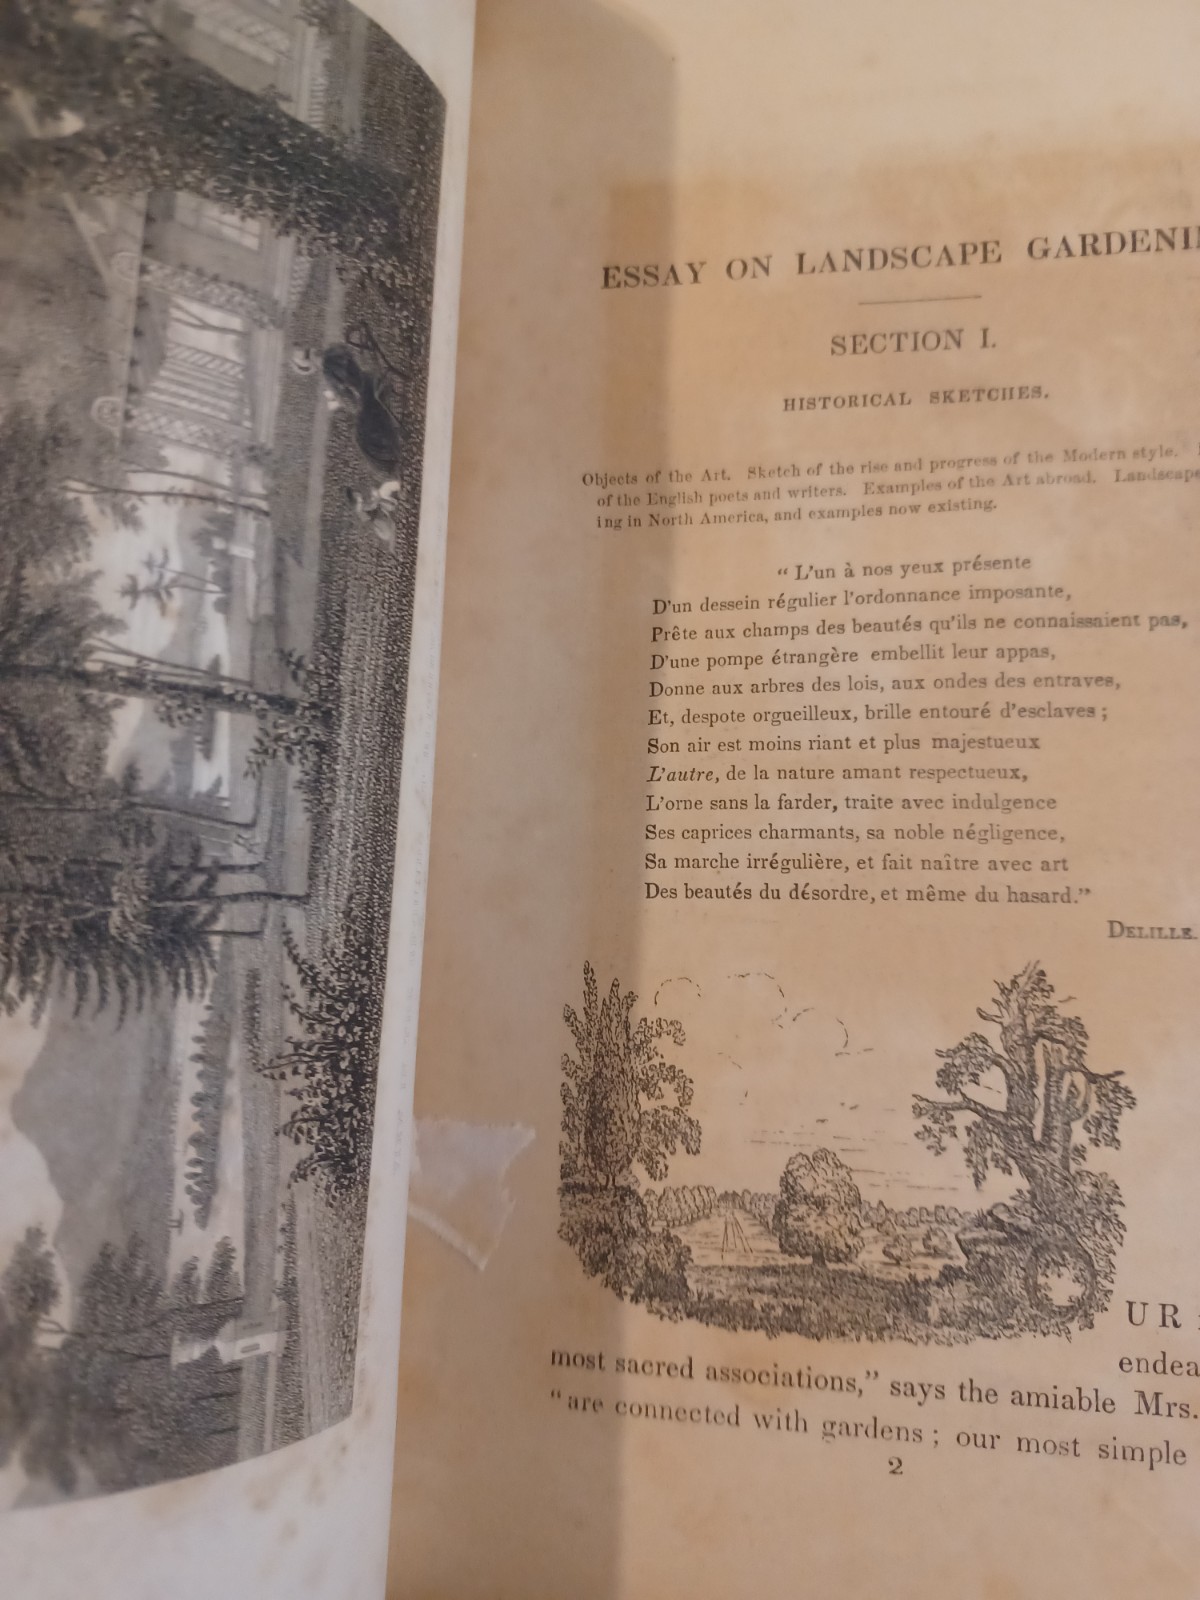 ESSAY ON LANDSCAPE GARDENI
SECTION I.
HISTORICAL SKETCHES.
Objects of the Art. Sketch of the rise and progress of the Modern style.
of the English poets and writers. Examples of the Art abroad. Landscape
ing in North America, and examples now existing.
“ L'un à nos yeux présente
D'un dessein régulier l'ordonnance imposante,
Prête aux champs des beautés qu'ils ne connaissaient pas,
D'une pompe étrangère embellit leur appas,
Donne aux arbres des lois, aux ondes des entraves,
Et, despote orgueilleux, brille entouré d'esclaves ;
Son air est moins riant et plus majestueux
L'autre, de la nature amant respectueux,
L'orne sans la farder, traite avec indulgence
Ses caprices charmants, sa noble négligence,
Sa marche irrégulière, et fait naître avec art
Des beautés du désordre, et même du hasard.”
DELILLE.
UR
endea
most sacred associations,” says the amiable Mrs.
“are connected with gardens ; our most simple
2